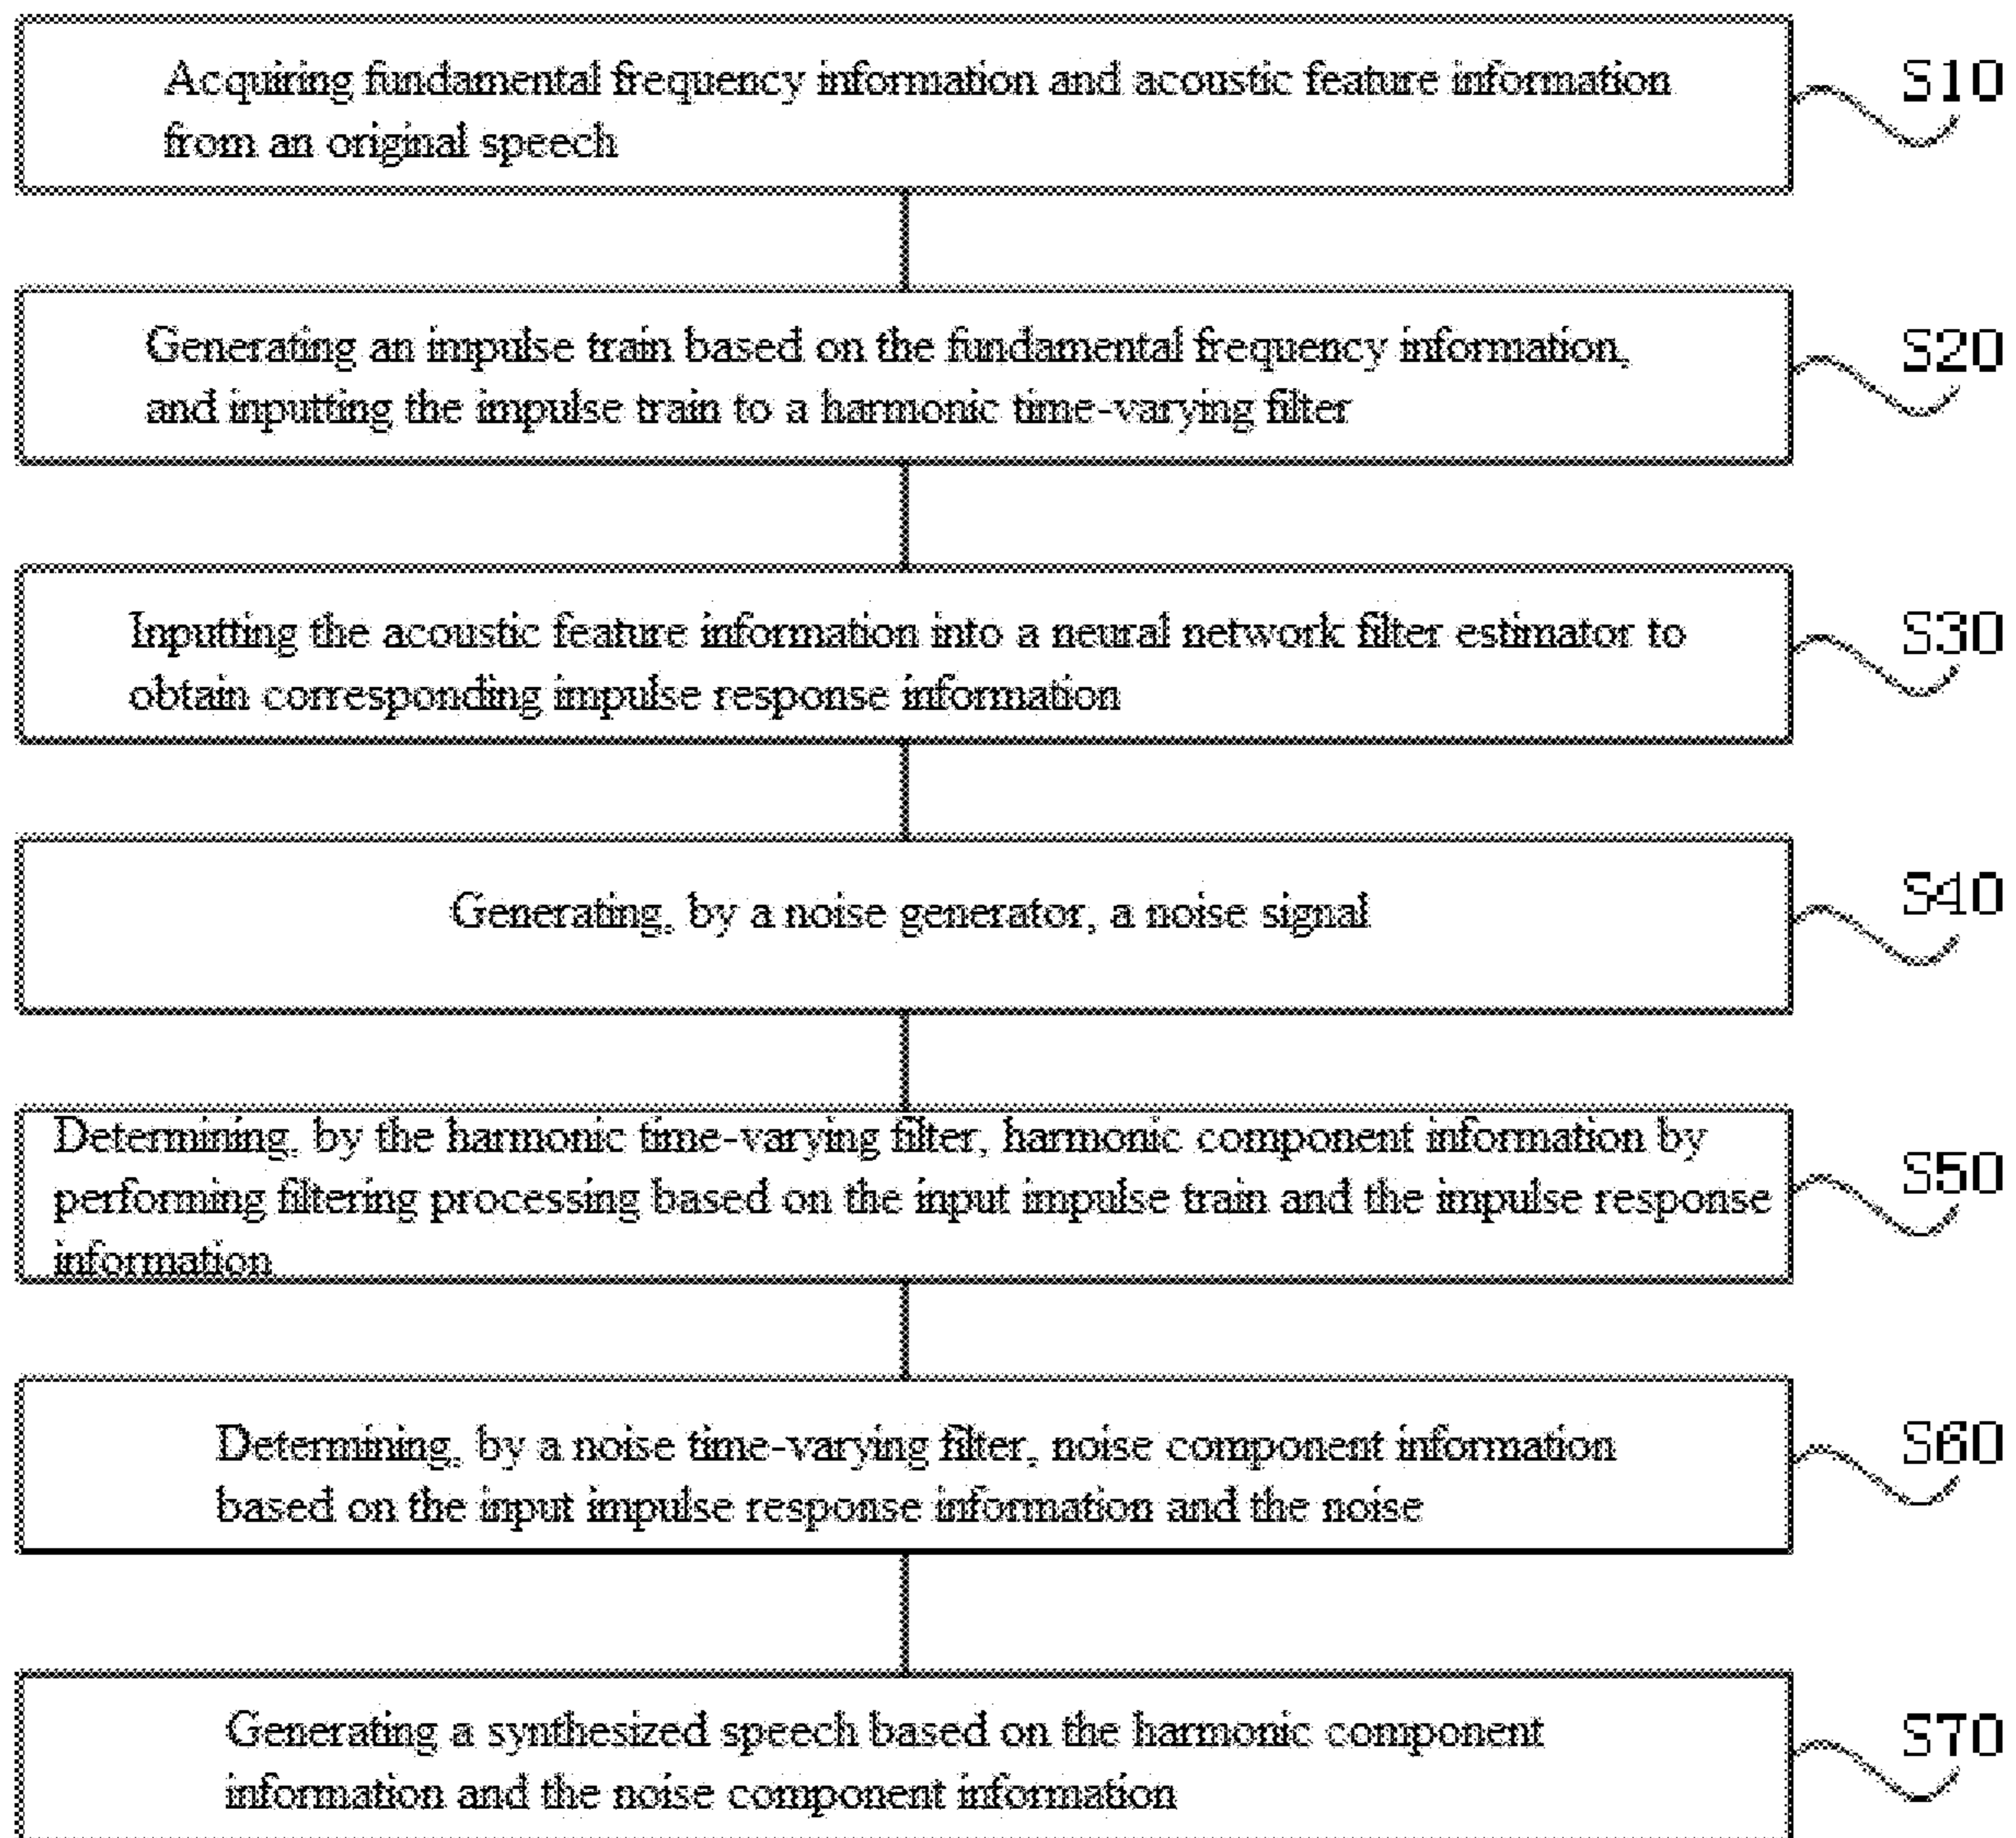 Acquiring fundamental frequency information and acoustic feature information
from an original speech
S10
Generating an impulse train based on the fundamental frequency information,
and inputting the impulse train to a harmonic time-varying filter
S20
Inputting the acoustic feature information into a neural network filter estimator to
obtain corresponding impulse response information
S30
Generating, by a noise generator, a noise signal
S40
Determining, by the harmonic time-varying filter, harmonic component information by
performing filtering processing based on the input impulse train and the impulse response
information
S50
Determining, by a noise time-varying filter, noise component information
based on the input impulse response information and the noise
S60
Generating a synthesized speech based on the harmonic component
information and the noise component information
S70